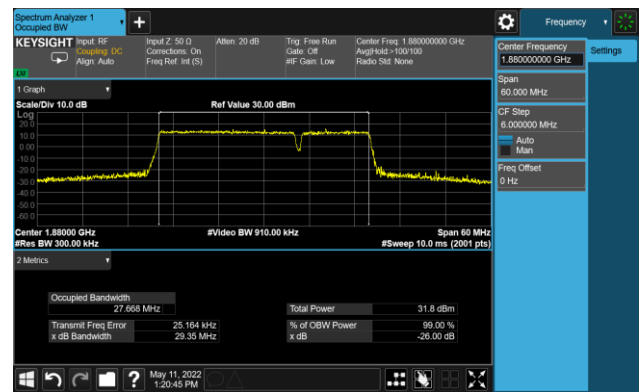 Spectrum Analyzer 1
Occupied BW
+
Frequency
KEYSIGHT Input: RF
Coupling: DC
Align: Auto
Input Z: 50 Ω
Corrections: On
Freq Ref: Int (S)
Atten: 20 dB
Trig: Free Run
Gate: Off
#IF Gain: Low
Center Freq: 1.880000000 GHz
Avg|Hold:>100/100
Radio Std: None
LXI
Center Frequency
1.880000000 GHz
Settings
Span
60.000 MHz
CF Step
6.000000 MHz
Auto
Man
Freq Offset
0 Hz
1 Graph
Scale/Div 10.0 dB
Ref Value 30.00 dBm
Log
20.0
10.0
0.00
-10.0
-20.0
-30.0
-40.0
-50.0
-60.0
Center 1.88000 GHz
#Video BW 910.00 kHz
Span 60 MHz
#Res BW 300.00 kHz
#Sweep 10.0 ms (2001 pts)
2 Metrics
Occupied Bandwidth
27.668 MHz
Total Power 31.8 dBm
Transmit Freq Error 25.164 kHz
% of OBW Power 99.00 %
x dB Bandwidth 29.35 MHz
x dB -26.00 dB
?
May 11, 2022
1:20:45 PM